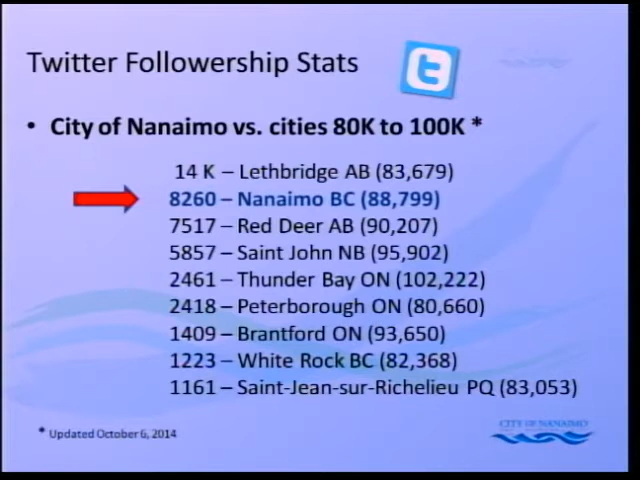 Twitter Followership Stats
• City of Nanaimo vs. cities 80K to 100K *
14 K – Lethbridge AB (83,679)
8260 – Nanaimo BC (88,799)
7517 – Red Deer AB (90,207)
5857 – Saint John NB (95,902)
2461 – Thunder Bay ON (102,222)
2418 – Peterborough ON (80,660)
1409 – Brantford ON (93,650)
1223 – White Rock BC (82,368)
1161 – Saint-Jean-sur-Richelieu PQ (83,053)
* Updated October 6, 2014
CITY OF NANAIMO